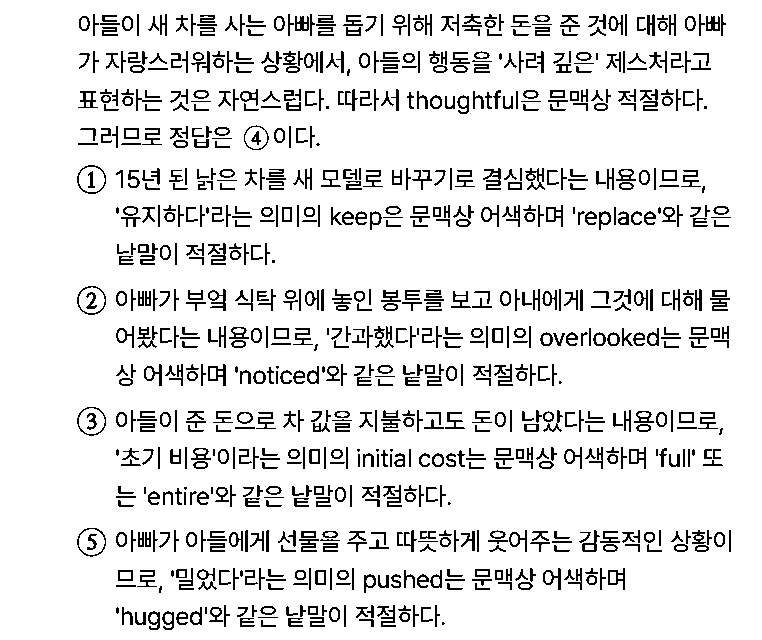 아들이 새 차를 사는 아빠를 돕기 위해 저축한 돈을 준 것에 대해 아빠
가 자랑스러워하는 상황에서, 아들의 행동을 '사려 깊은' 제스처라고
표현하는 것은 자연스럽다. 따라서 thoughtful은 문맥상 적절하다.
그러므로 정답은 ④이다.
① 15년 된 낡은 차를 새 모델로 바꾸기로 결심했다는 내용이므로,
'유지하다'라는 의미의 keep은 문맥상 어색하며 'replace'와 같은
낱말이 적절하다.
② 아빠가 부엌 식탁 위에 놓인 봉투를 보고 아내에게 그것에 대해 물
어봤다는 내용이므로, '간과했다'라는 의미의 overlooked는 문맥
상 어색하며 'noticed'와 같은 낱말이 적절하다.
③ 아들이 준 돈으로 차 값을 지불하고도 돈이 남았다는 내용이므로,
'초기 비용'이라는 의미의 initial cost는 문맥상 어색하며 'full' 또
는 'entire'와 같은 낱말이 적절하다.
⑤ 아빠가 아들에게 선물을 주고 따뜻하게 웃어주는 감동적인 상황이
므로, '밀었다'라는 의미의 pushed는 문맥상 어색하며
'hugged'와 같은 낱말이 적절하다.